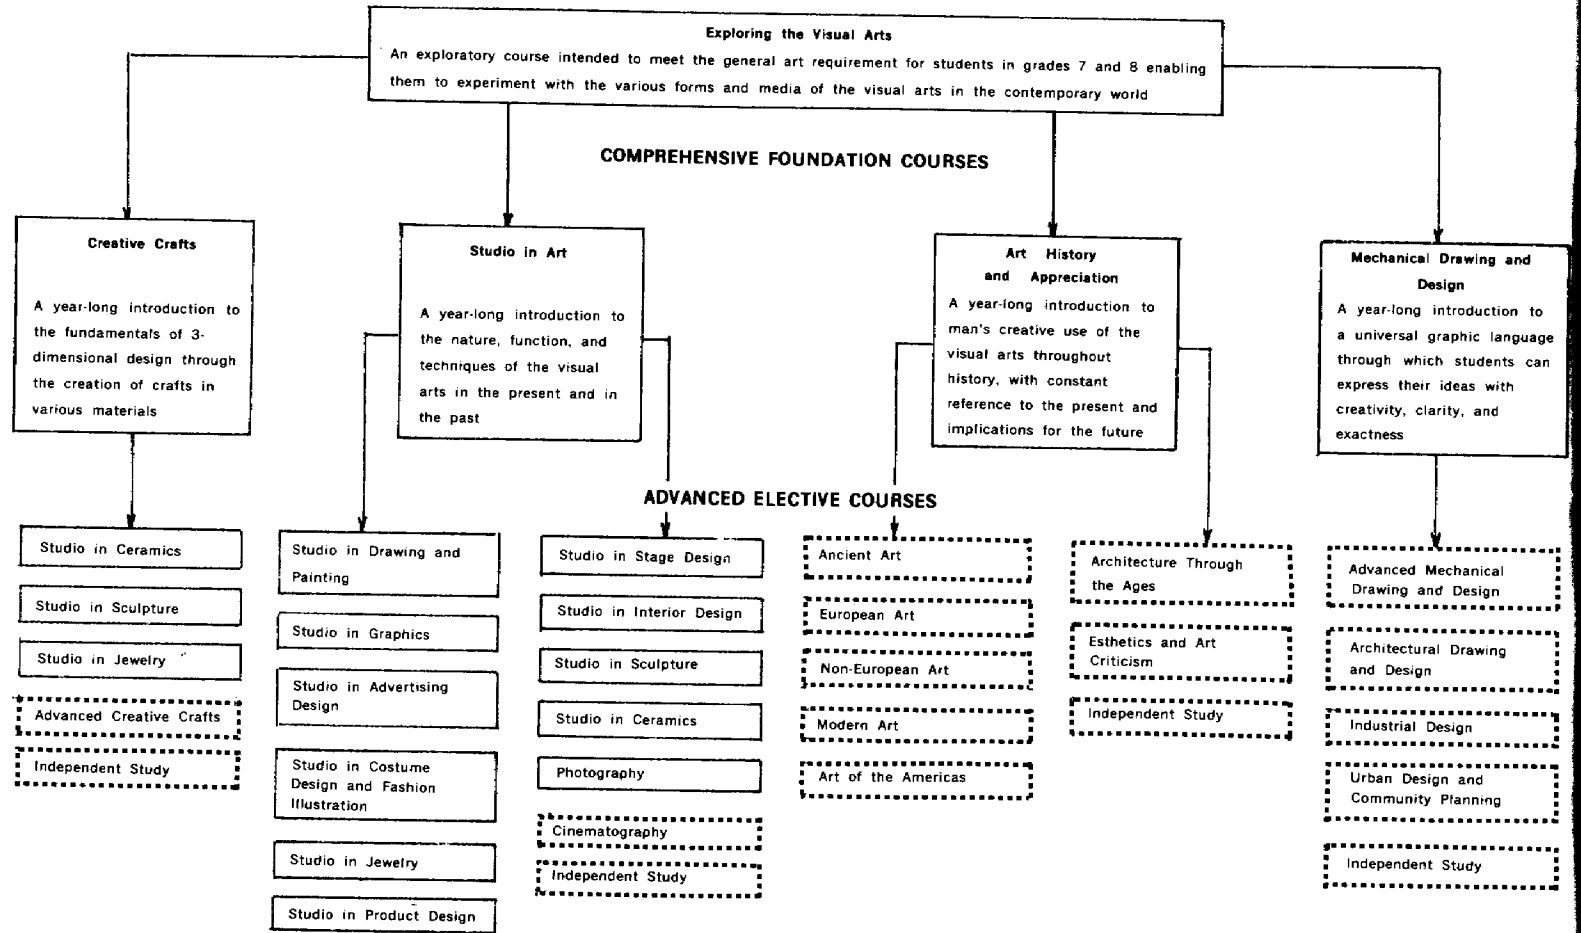 Exploring the Visual Arts
An exploratory course intended to meet the general art requirement for students in grades 7 and 8 enabling
them to experiment with the various forms and media of the visual arts in the contemporary world
COMPREHENSIVE FOUNDATION COURSES
Creative Crafts
A year-long introduction to
the fundamentals of 3-
dimensional design through
the creation of crafts in
various materials
Studio in Art
A year-long introduction to
the nature, function, and
techniques of the visual
arts in the present and in
the past
Art History
and Appreciation
A year-long introduction to
man's creative use of the
visual arts throughout
history, with constant
reference to the present and
implications for the future
Mechanical Drawing and
Design
A year-long introduction to
a universal graphic language
through which students can
express their ideas with
creativity, clarity, and
exactness
ADVANCED ELECTIVE COURSES
Studio in Ceramics
Studio in Sculpture
Studio in Jewelry
Advanced Creative Crafts
Independent Study
Studio in Drawing and
Painting
Studio in Graphics
Studio in Advertising
Design
Studio in Costume
Design and Fashion
Illustration
Studio in Jewelry
Studio in Product Design
Studio in Stage Design
Studio in Interior Design
Studio in Sculpture
Studio in Ceramics
Photography
Cinematography
Independent Study
Ancient Art
European Art
Non-European Art
Modern Art
Art of the Americas
Architecture Through
the Ages
Esthetics and Art
Criticism
Independent Study
Advanced Mechanical
Drawing and Design
Architectural Drawing
and Design
Industrial Design
Urban Design and
Community Planning
Independent Study